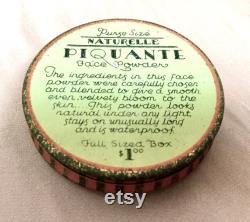 Purse Size
NATURELLE
PIQUANTE
Face Powder
The ingredients in this face
powder were carefully chosen
and blended to give a smooth
even, velvety bloom to the
skin... This powder looks
natural under any light,
stays on unusually long
and is waterproof.
Full Sized Box
$1.00
Etsy